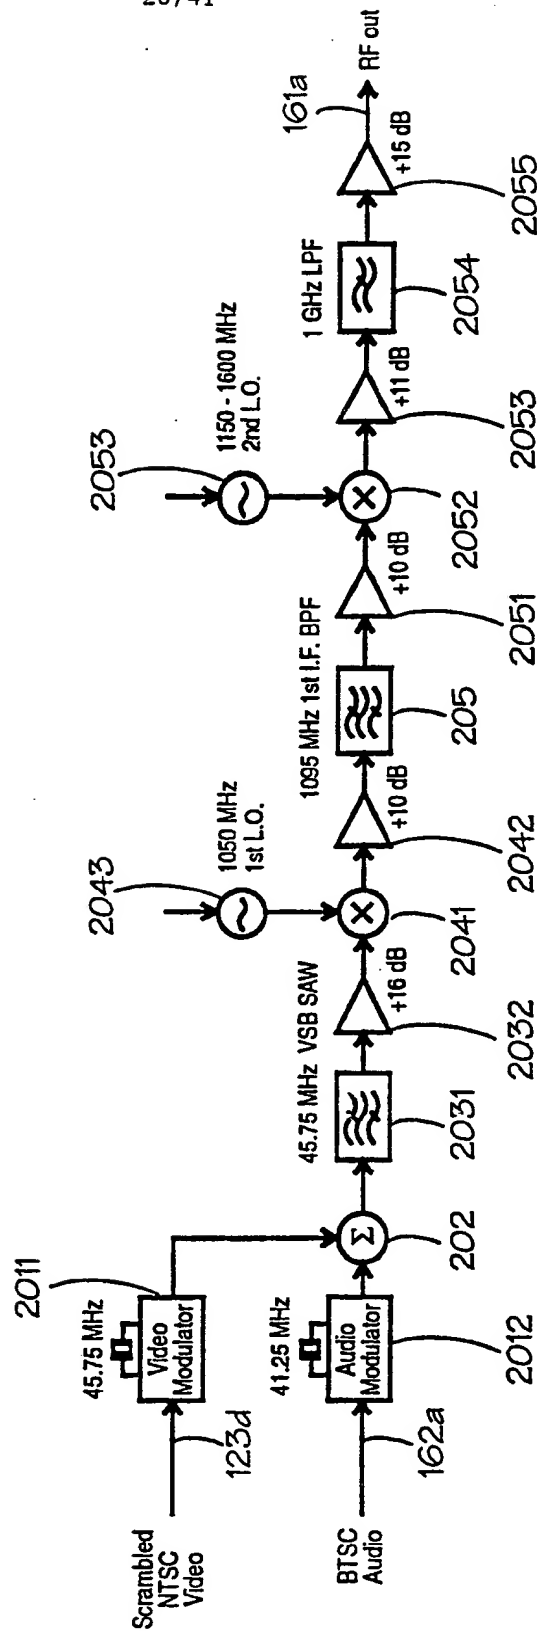 20/41
Scrambled
NTSC
Video
123d
45.75 MHz
Video
Modulator
2011
BTSC
Audio
162a
41.25 MHz
Audio
Modulator
2012
Σ
202
45.75 MHz VSB SAW
2031
+16 dB
2032
2043
1050 MHz
1st L.O.
2041
+10 dB
2042
1095 MHz 1st I.F. BPF
205
+10 dB
2051
2053
1150 - 1600 MHz
2nd L.O.
2052
+11 dB
2053
1 GHz LPF
2054
+15 dB
2055
161a
RF out